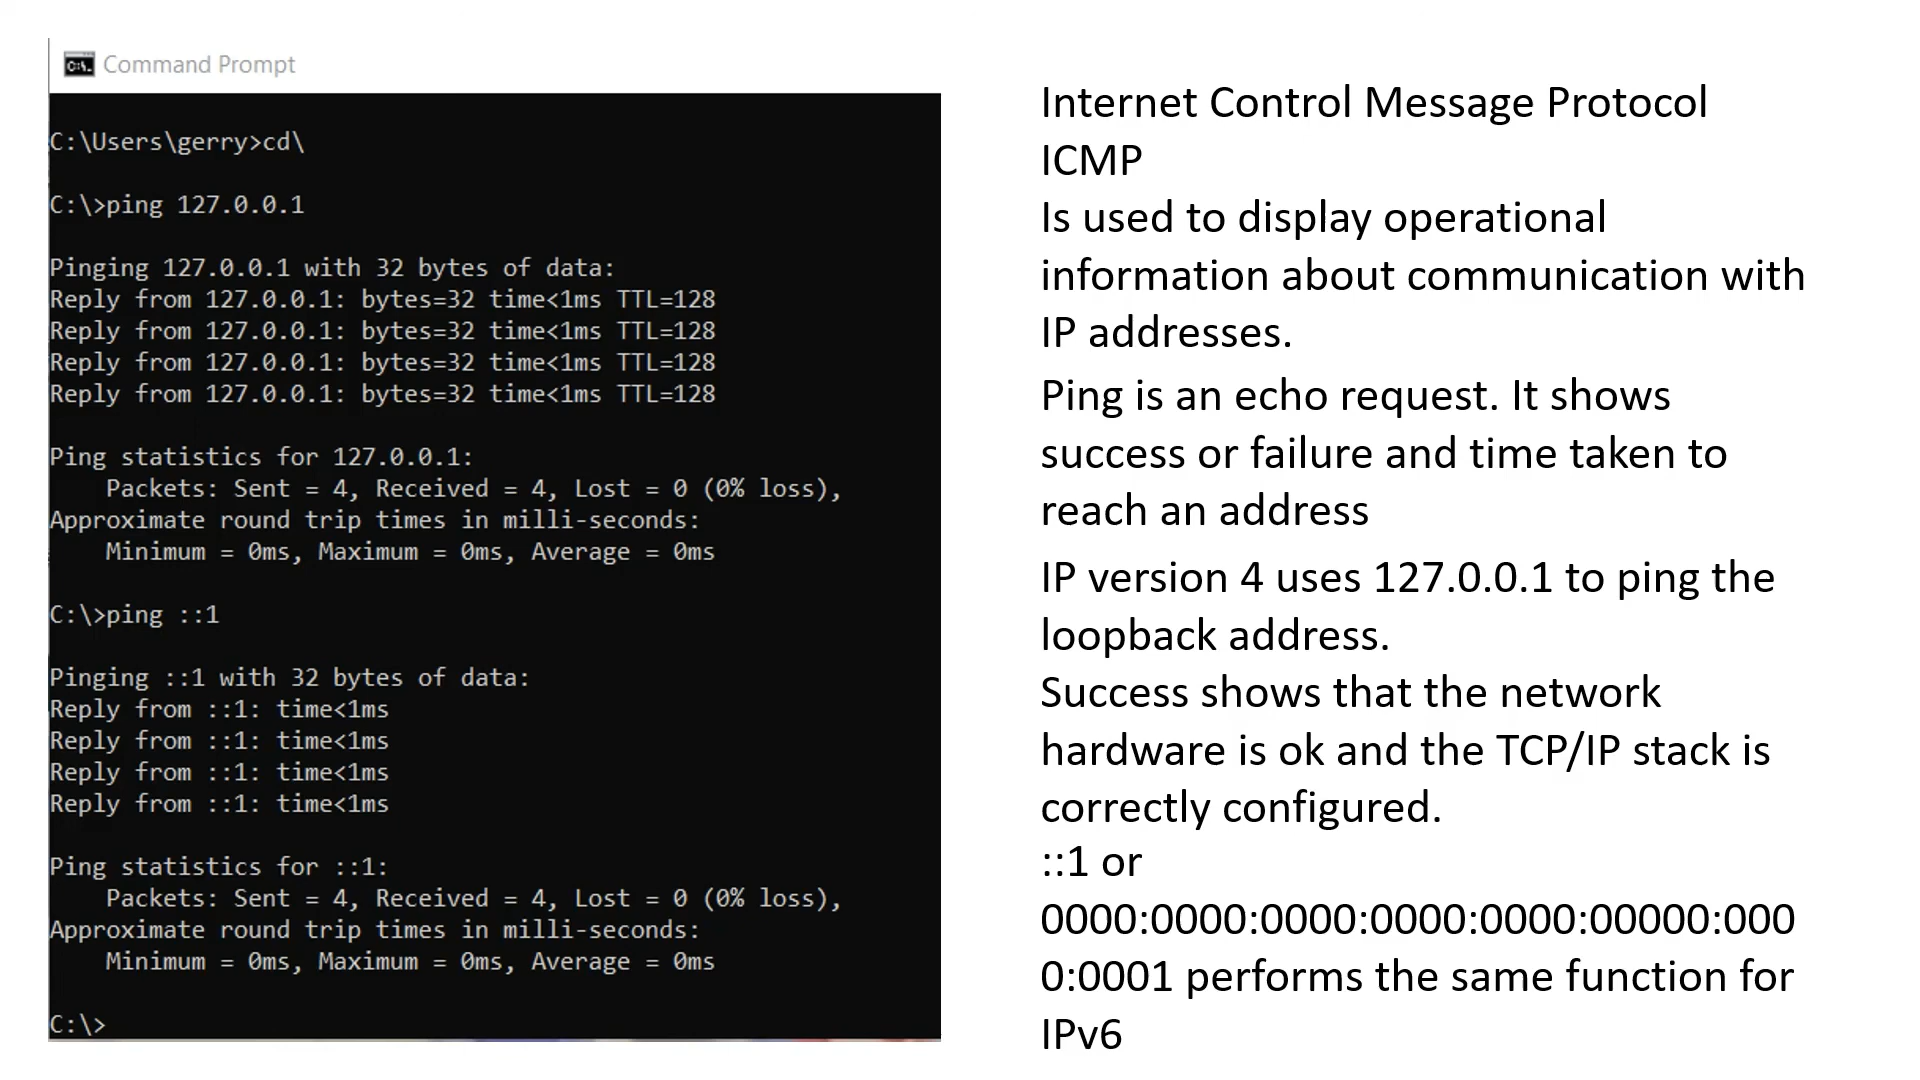 Command Prompt
C:\Users\gerry>cd\
C:\>ping 127.0.0.1
Pinging 127.0.0.1 with 32 bytes of data:
Reply from 127.0.0.1: bytes=32 time<1ms TTL=128
Reply from 127.0.0.1: bytes=32 time<1ms TTL=128
Reply from 127.0.0.1: bytes=32 time<1ms TTL=128
Reply from 127.0.0.1: bytes=32 time<1ms TTL=128
Ping statistics for 127.0.0.1:
Packets: Sent = 4, Received = 4, Lost = 0 (0% loss),
Approximate round trip times in milli-seconds:
Minimum = 0ms, Maximum = 0ms, Average = 0ms
C:\>ping ::1
Pinging ::1 with 32 bytes of data:
Reply from ::1: time<1ms
Reply from ::1: time<1ms
Reply from ::1: time<1ms
Reply from ::1: time<1ms
Ping statistics for ::1:
Packets: Sent = 4, Received = 4, Lost = 0 (0% loss),
Approximate round trip times in milli-seconds:
Minimum = 0ms, Maximum = 0ms, Average = 0ms
C:\>
Internet Control Message Protocol
ICMP
Is used to display operational
information about communication with
IP addresses.
Ping is an echo request. It shows
success or failure and time taken to
reach an address
IP version 4 uses 127.0.0.1 to ping the
loopback address.
Success shows that the network
hardware is ok and the TCP/IP stack is
correctly configured.
::1 or
0000:0000:0000:0000:0000:00000:000
0:0001 performs the same function for
IPv6